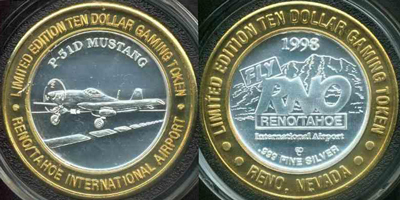 LIMITED EDITION TEN DOLLAR GAMING TOKEN
P-51D MUSTANG
RENO/TAHOE INTERNATIONAL AIRPORT
LIMITED EDITION TEN DOLLAR GAMING TOKEN
1998
FLY
RNO
RENO/TAHOE
International Airport
.999 FINE SILVER
RENO, NEVADA